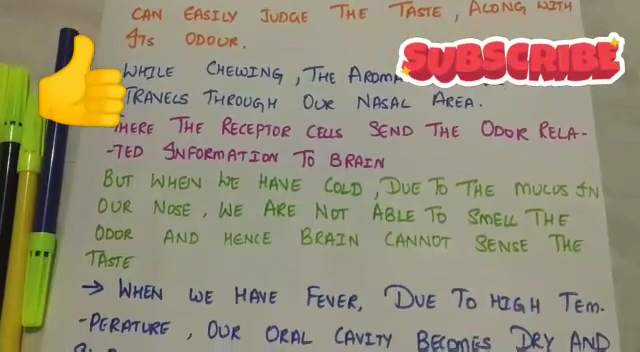 CAN EASILY JUDGE THE TASTE, ALONG WITH
ITS ODOUR.
SUBSCRIBE
WHILE CHEWING, THE AROMA
TRAVELS THROUGH OUR NASAL AREA.
THERE THE RECEPTOR CELLS SEND THE ODOR RELA-
-TED INFORMATION TO BRAIN
BUT WHEN WE HAVE COLD, DUE TO THE MUCUS IN
OUR NOSE, WE ARE NOT ABLE TO SMELL THE
ODOR AND HENCE BRAIN CANNOT SENSE THE
TASTE
→ WHEN WE HAVE FEVER, DUE TO HIGH TEM-
-PERATURE, OUR ORAL CAVITY BECOMES DRY AND